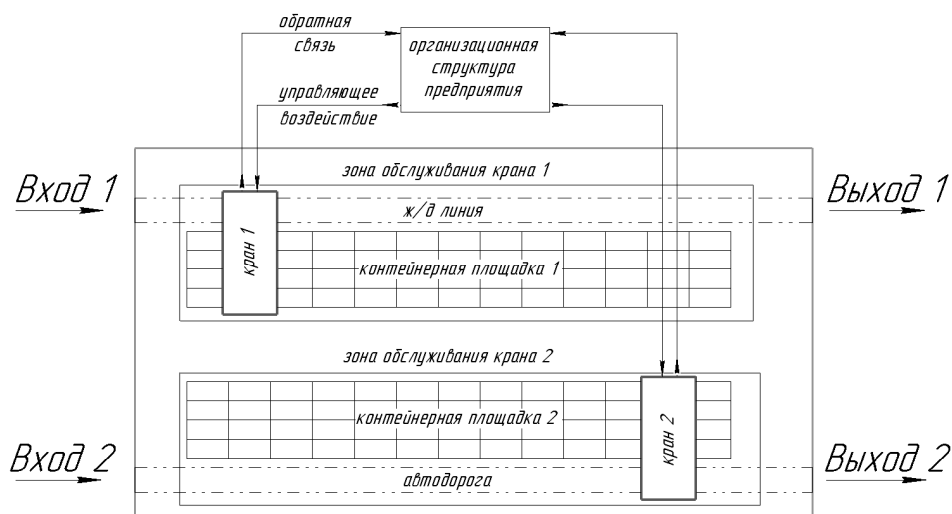 обратная
связь
организационная
структура
предприятия
управляющее
воздействие
зона обслуживания крана 1
Вход 1
Выход 1
ж/д линия
кран 1
контейнерная площадка 1
зона обслуживания крана 2
контейнерная площадка 2
кран 2
Вход 2
Выход 2
автодорога